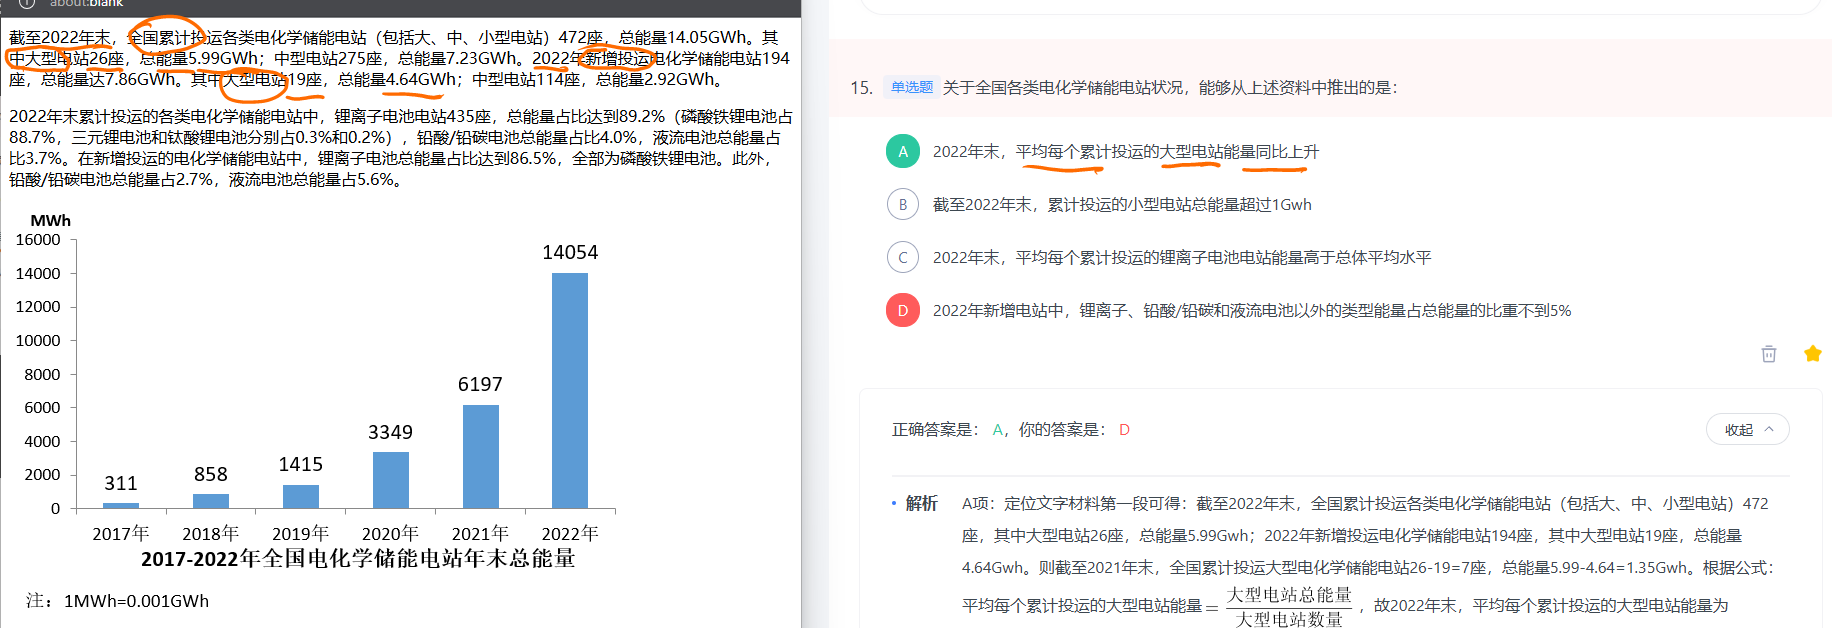 about:blank
截至2022年末，全国累计投运各类电化学储能电站（包括大、中、小型电站）472座，总能量14.05GWh。其
中大型电站26座，总能量5.99GWh；中型电站275座，总能量7.23GWh。2022年新增投运电化学储能电站194
座，总能量达7.86GWh。其中大型电站19座，总能量4.64GWh；中型电站114座，总能量2.92GWh。
2022年末累计投运的各类电化学储能电站中，锂离子电池电站435座，总能量占比达到89.2%（磷酸铁锂电池占
88.7%，三元锂电池和钛酸锂电池分别占0.3%和0.2%），铅酸/铅碳电池总能量占比4.0%，液流电池总能量占
比3.7%。在新增投运的电化学储能电站中，锂离子电池总能量占比达到86.5%，全部为磷酸铁锂电池。此外，
铅酸/铅碳电池总能量占2.7%，液流电池总能量占5.6%。
MWh
16000
14000
12000
10000
8000
6000
4000
2000
0
311
858
1415
3349
6197
14054
2017年
2018年
2019年
2020年
2021年
2022年
2017-2022年全国电化学储能电站年末总能量
注：1MWh=0.001GWh
15. 单选题 关于全国各类电化学储能电站状况，能够从上述资料中推出的是：
A 2022年末，平均每个累计投运的大型电站能量同比上升
B 截至2022年末，累计投运的小型电站总能量超过1Gwh
C 2022年末，平均每个累计投运的锂离子电池电站能量高于总体平均水平
D 2022年新增电站中，锂离子、铅酸/铅碳和液流电池以外的类型能量占总能量的比重不到5%
正确答案是： A，你的答案是： D
收起
解析 A项：定位文字材料第一段可得：截至2022年末，全国累计投运各类电化学储能电站（包括大、中、小型电站）472
座，其中大型电站26座，总能量5.99Gwh；2022年新增投运电化学储能电站194座，其中大型电站19座，总能量
4.64Gwh。则截至2021年末，全国累计投运大型电化学储能电站26-19=7座，总能量5.99-4.64=1.35Gwh。根据公式：
平均每个累计投运的大型电站能量=大型电站总能量/大型电站数量，故2022年末，平均每个累计投运的大型电站能量为